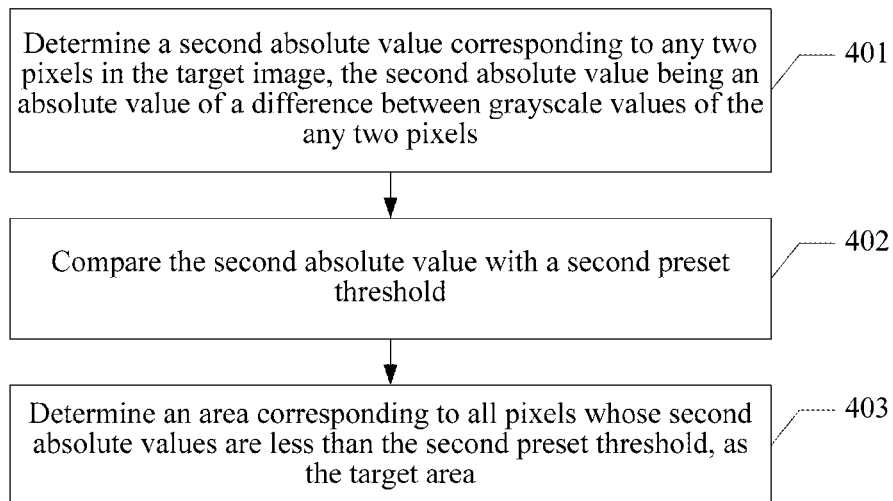 Determine a second absolute value corresponding to any two
pixels in the target image, the second absolute value being an
absolute value of a difference between grayscale values of the
any two pixels
401
Compare the second absolute value with a second preset
threshold
402
Determine an area corresponding to all pixels whose second
absolute values are less than the second preset threshold, as
the target area
403